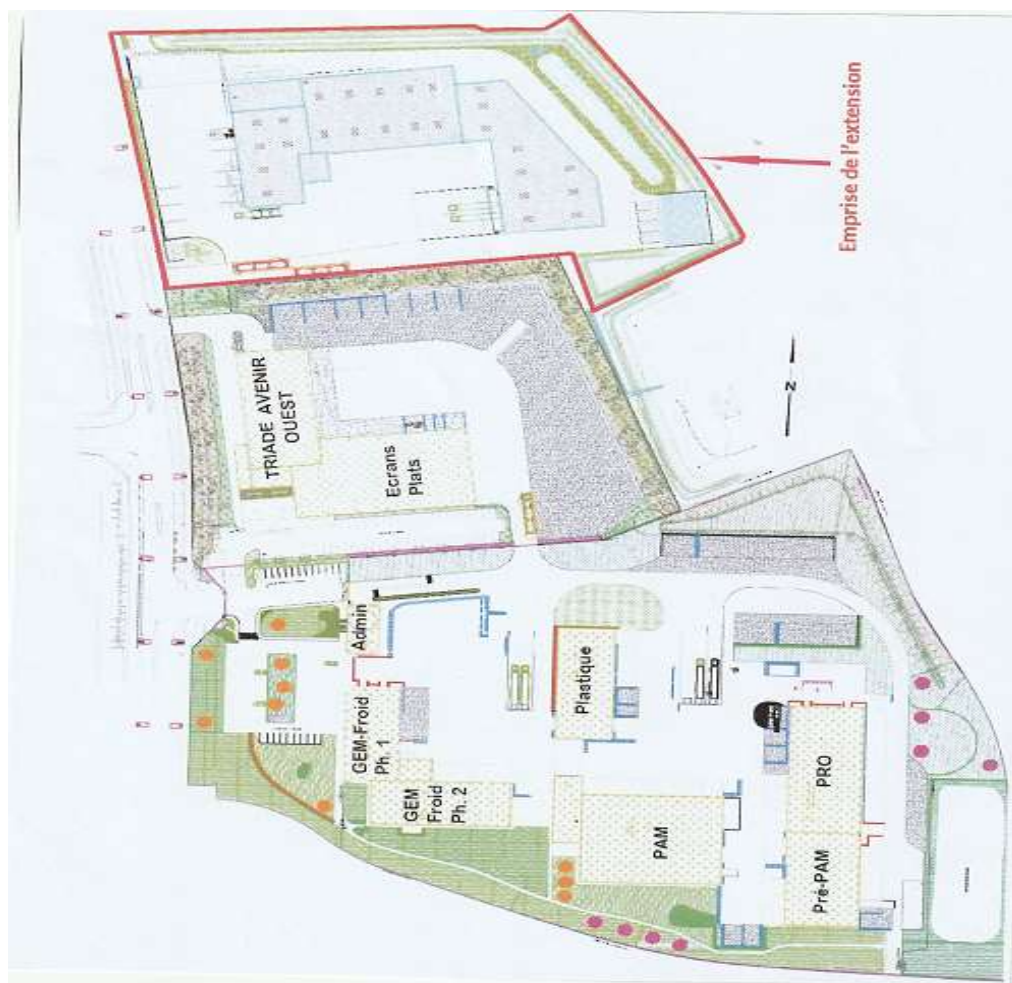 Emprise de l'extension
N
TRIADE AVENIR
OUEST
Ecrans
Plats
Admin
GEM-Froid
Ph. 1
GEM
Froid
Ph. 2
Plastique
PAM
PRO
Pré-PAM